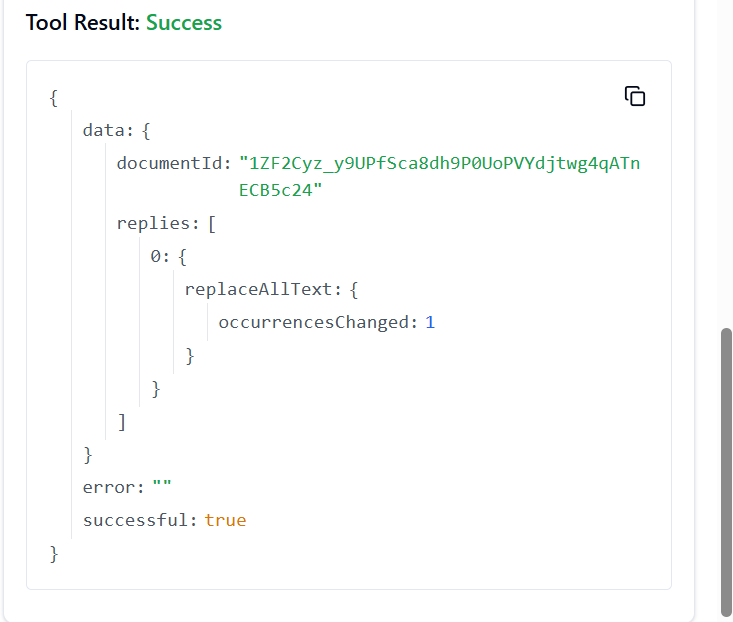 Tool Result: Success
{
data: {
documentId: "1ZF2Cyz_y9UPfSca8dh9P0UoPVYdjtwg4qATn
ECB5c24"
replies: [
0: {
replaceAllText: {
occurrencesChanged: 1
}
}
]
}
error: ""
successful: true
}